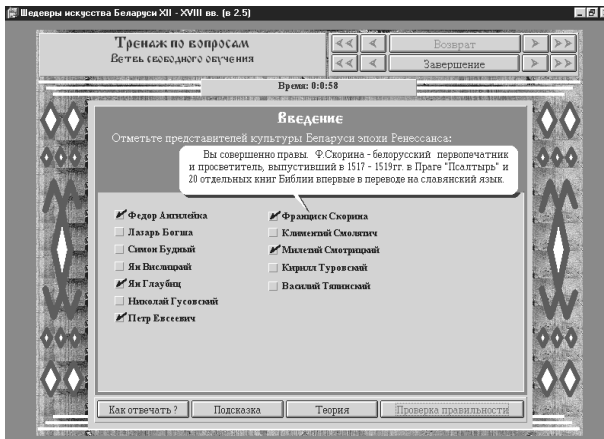 Шедевры искусства Беларуси XII - XVIII вв. (в 2.5)
Тренаж по вопросам
Ветвь свободного обучения
<< < Возврат > >>
<< < Завершение > >>
Время: 0:0:58
Введение
Отметьте представителей культуры Беларуси эпохи Ренессанса:
Вы совершенно правы. Ф.Скорина - белорусский первопечатник
и просветитель, выпустивший в 1517 - 1519гг. в Праге "Псалтырь" и
20 отдельных книг Библии впервые в переводе на славянский язык.
Федор Ангилейка
Лазарь Богша
Симон Будный
Ян Вислицкий
Ян Глаубиц
Николай Гусовский
Петр Евсеевич
Франциск Скорина
Климентий Смолятич
Милетий Смотрицкий
Кирилл Туровский
Василий Тяпинский
Как отвечать ?
Подсказка
Теория
Проверка правильности